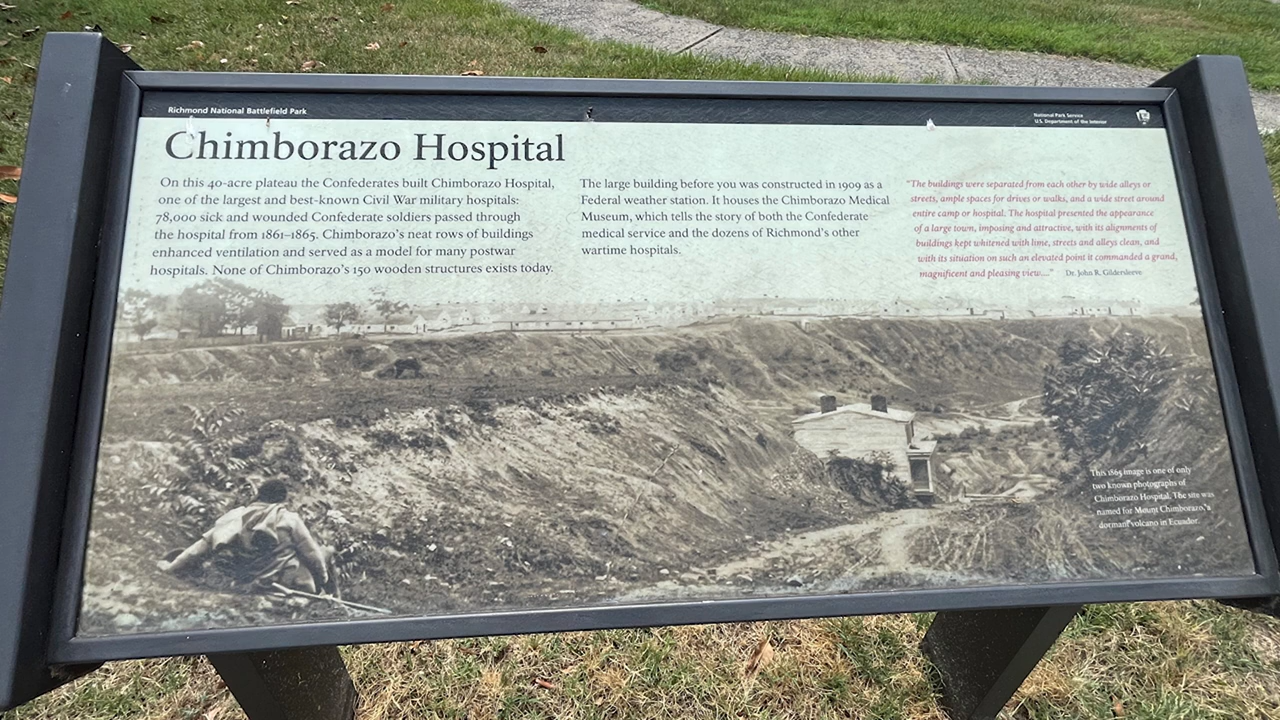 Richmond National Battlefield Park
National Park Service
U.S. Department of the Interior
Chimborazo Hospital
On this 40-acre plateau the Confederates built Chimborazo Hospital,
one of the largest and best-known Civil War military hospitals:
78,000 sick and wounded Confederate soldiers passed through
the hospital from 1861–1865. Chimborazo's neat rows of buildings
enhanced ventilation and served as a model for many postwar
hospitals. None of Chimborazo's 150 wooden structures exists today.
The large building before you was constructed in 1909 as a
Federal weather station. It houses the Chimborazo Medical
Museum, which tells the story of both the Confederate
medical service and the dozens of Richmond's other
wartime hospitals.
"The buildings were separated from each other by wide alleys or
streets, ample spaces for drives or walks, and a wide street around
entire camp or hospital. The hospital presented the appearance
of a large town, imposing and attractive, with its alignments of
buildings kept whitened with lime, streets and alleys clean, and
with its situation on such an elevated point it commanded a grand,
magnificent and pleasing view...." Dr. John R. Gildersleeve
This 1865 image is one of only
two known photographs of
Chimborazo Hospital. The site was
named for Mount Chimborazo, a
dormant volcano in Ecuador.